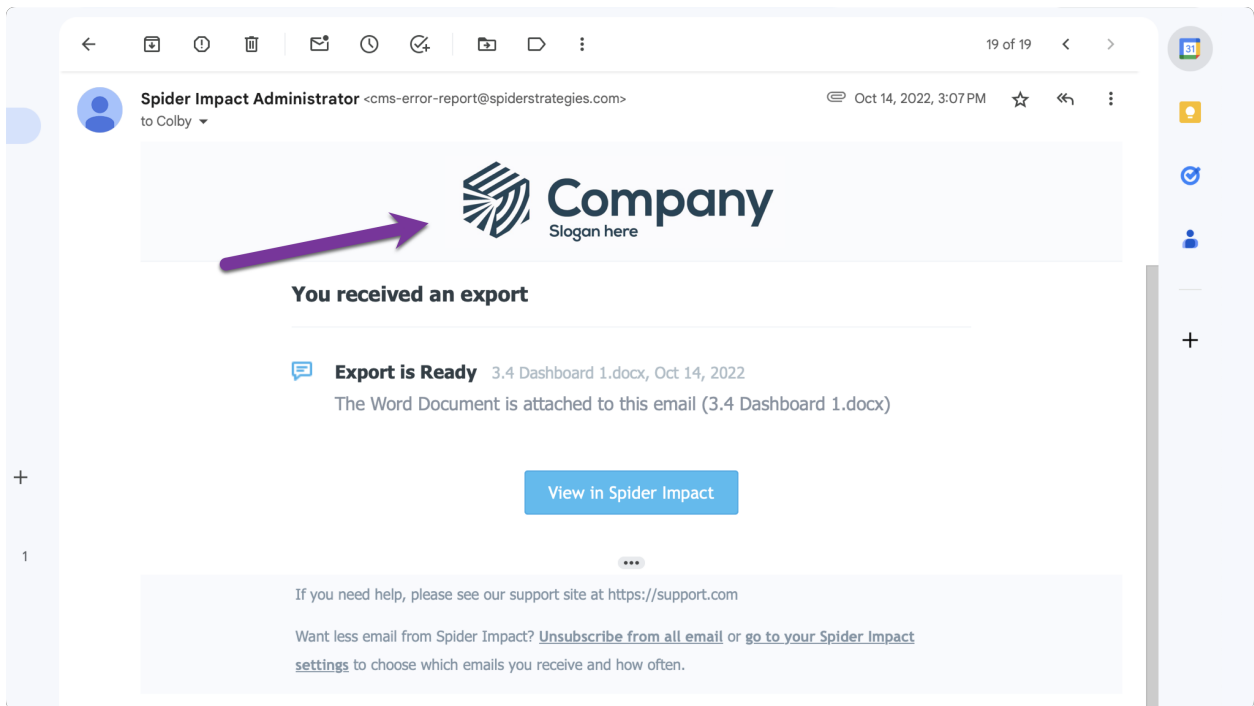 19 of 19
31
Spider Impact Administrator <cms-error-report@spiderstrategies.com>
Oct 14, 2022, 3:07 PM
to Colby
Company
Slogan here
You received an export
Export is Ready 3.4 Dashboard 1.docx, Oct 14, 2022
The Word Document is attached to this email (3.4 Dashboard 1.docx)
View in Spider Impact
1
If you need help, please see our support site at https://support.com
Want less email from Spider Impact? Unsubscribe from all email or go to your Spider Impact
settings to choose which emails you receive and how often.